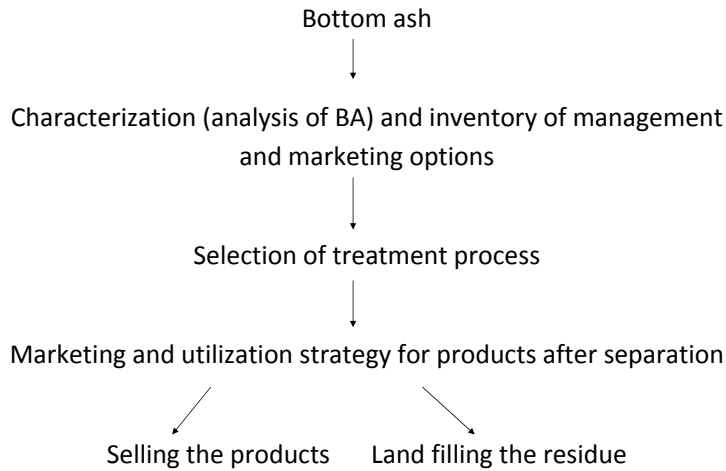 Bottom ash
Characterization (analysis of BA) and inventory of management
and marketing options
Selection of treatment process
Marketing and utilization strategy for products after separation
Selling the products
Land filling the residue